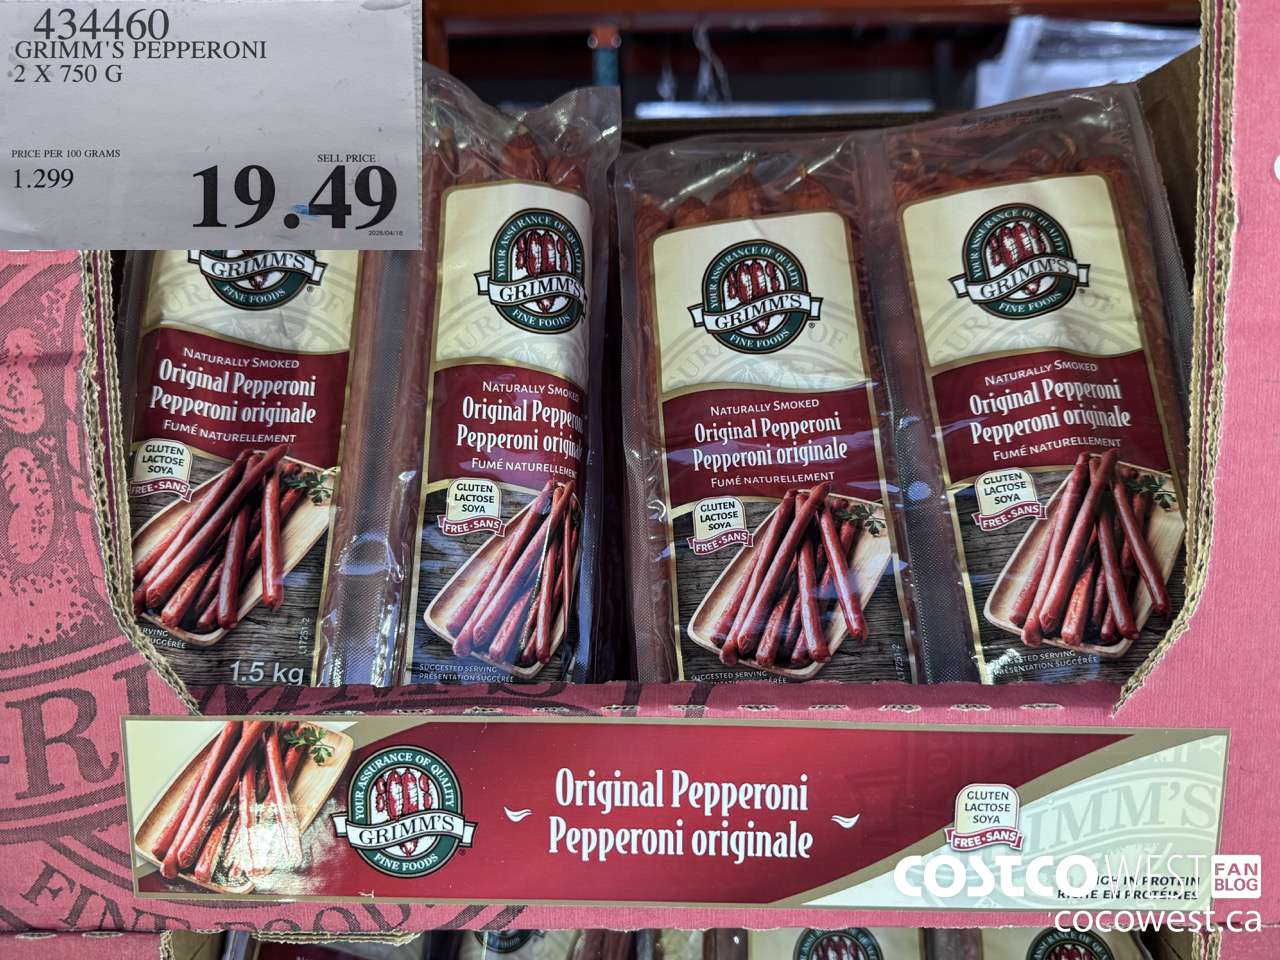 434460
GRIMM'S PEPPERONI
2 X 750 G
PRICE PER 100 GRAMS
1.299
SELL PRICE
19.49
GRIMM'S
FINE FOODS
NATURALLY SMOKED
Original Pepperoni
Pepperoni originale
FUMÉ NATURELLEMENT
GLUTEN
LACTOSE
SOYA
FREE•SANS
1.5 kg
YOUR ASSURANCE OF QUALITY
GRIMM'S
FINE FOODS
NATURALLY SMOKED
Original Pepperoni
Pepperoni originale
FUMÉ NATURELLEMENT
GLUTEN
LACTOSE
SOYA
FREE•SANS
SUGGESTED SERVING
PRÉSENTATION SUGGÉRÉE
YOUR ASSURANCE OF QUALITY
GRIMM'S
FINE FOODS
NATURALLY SMOKED
Original Pepperoni
Pepperoni originale
FUMÉ NATURELLEMENT
GLUTEN
LACTOSE
SOYA
FREE•SANS
SUGGESTED SERVING
PRÉSENTATION SUGGÉRÉE
YOUR ASSURANCE OF QUALITY
GRIMM'S
FINE FOODS
NATURALLY SMOKED
Original Pepperoni
Pepperoni originale
FUMÉ NATURELLEMENT
GLUTEN
LACTOSE
SOYA
FREE•SANS
SUGGESTED SERVING
PRÉSENTATION SUGGÉRÉE
YOUR ASSURANCE OF QUALITY
GRIMM'S
FINE FOODS
Original Pepperoni
Pepperoni originale
GLUTEN
LACTOSE
SOYA
FREE•SANS
HIGH IN PROTEIN
RICHE EN PROTÉINES
FINE FOODS
COSTCO WEST FAN BLOG
cocowest.ca